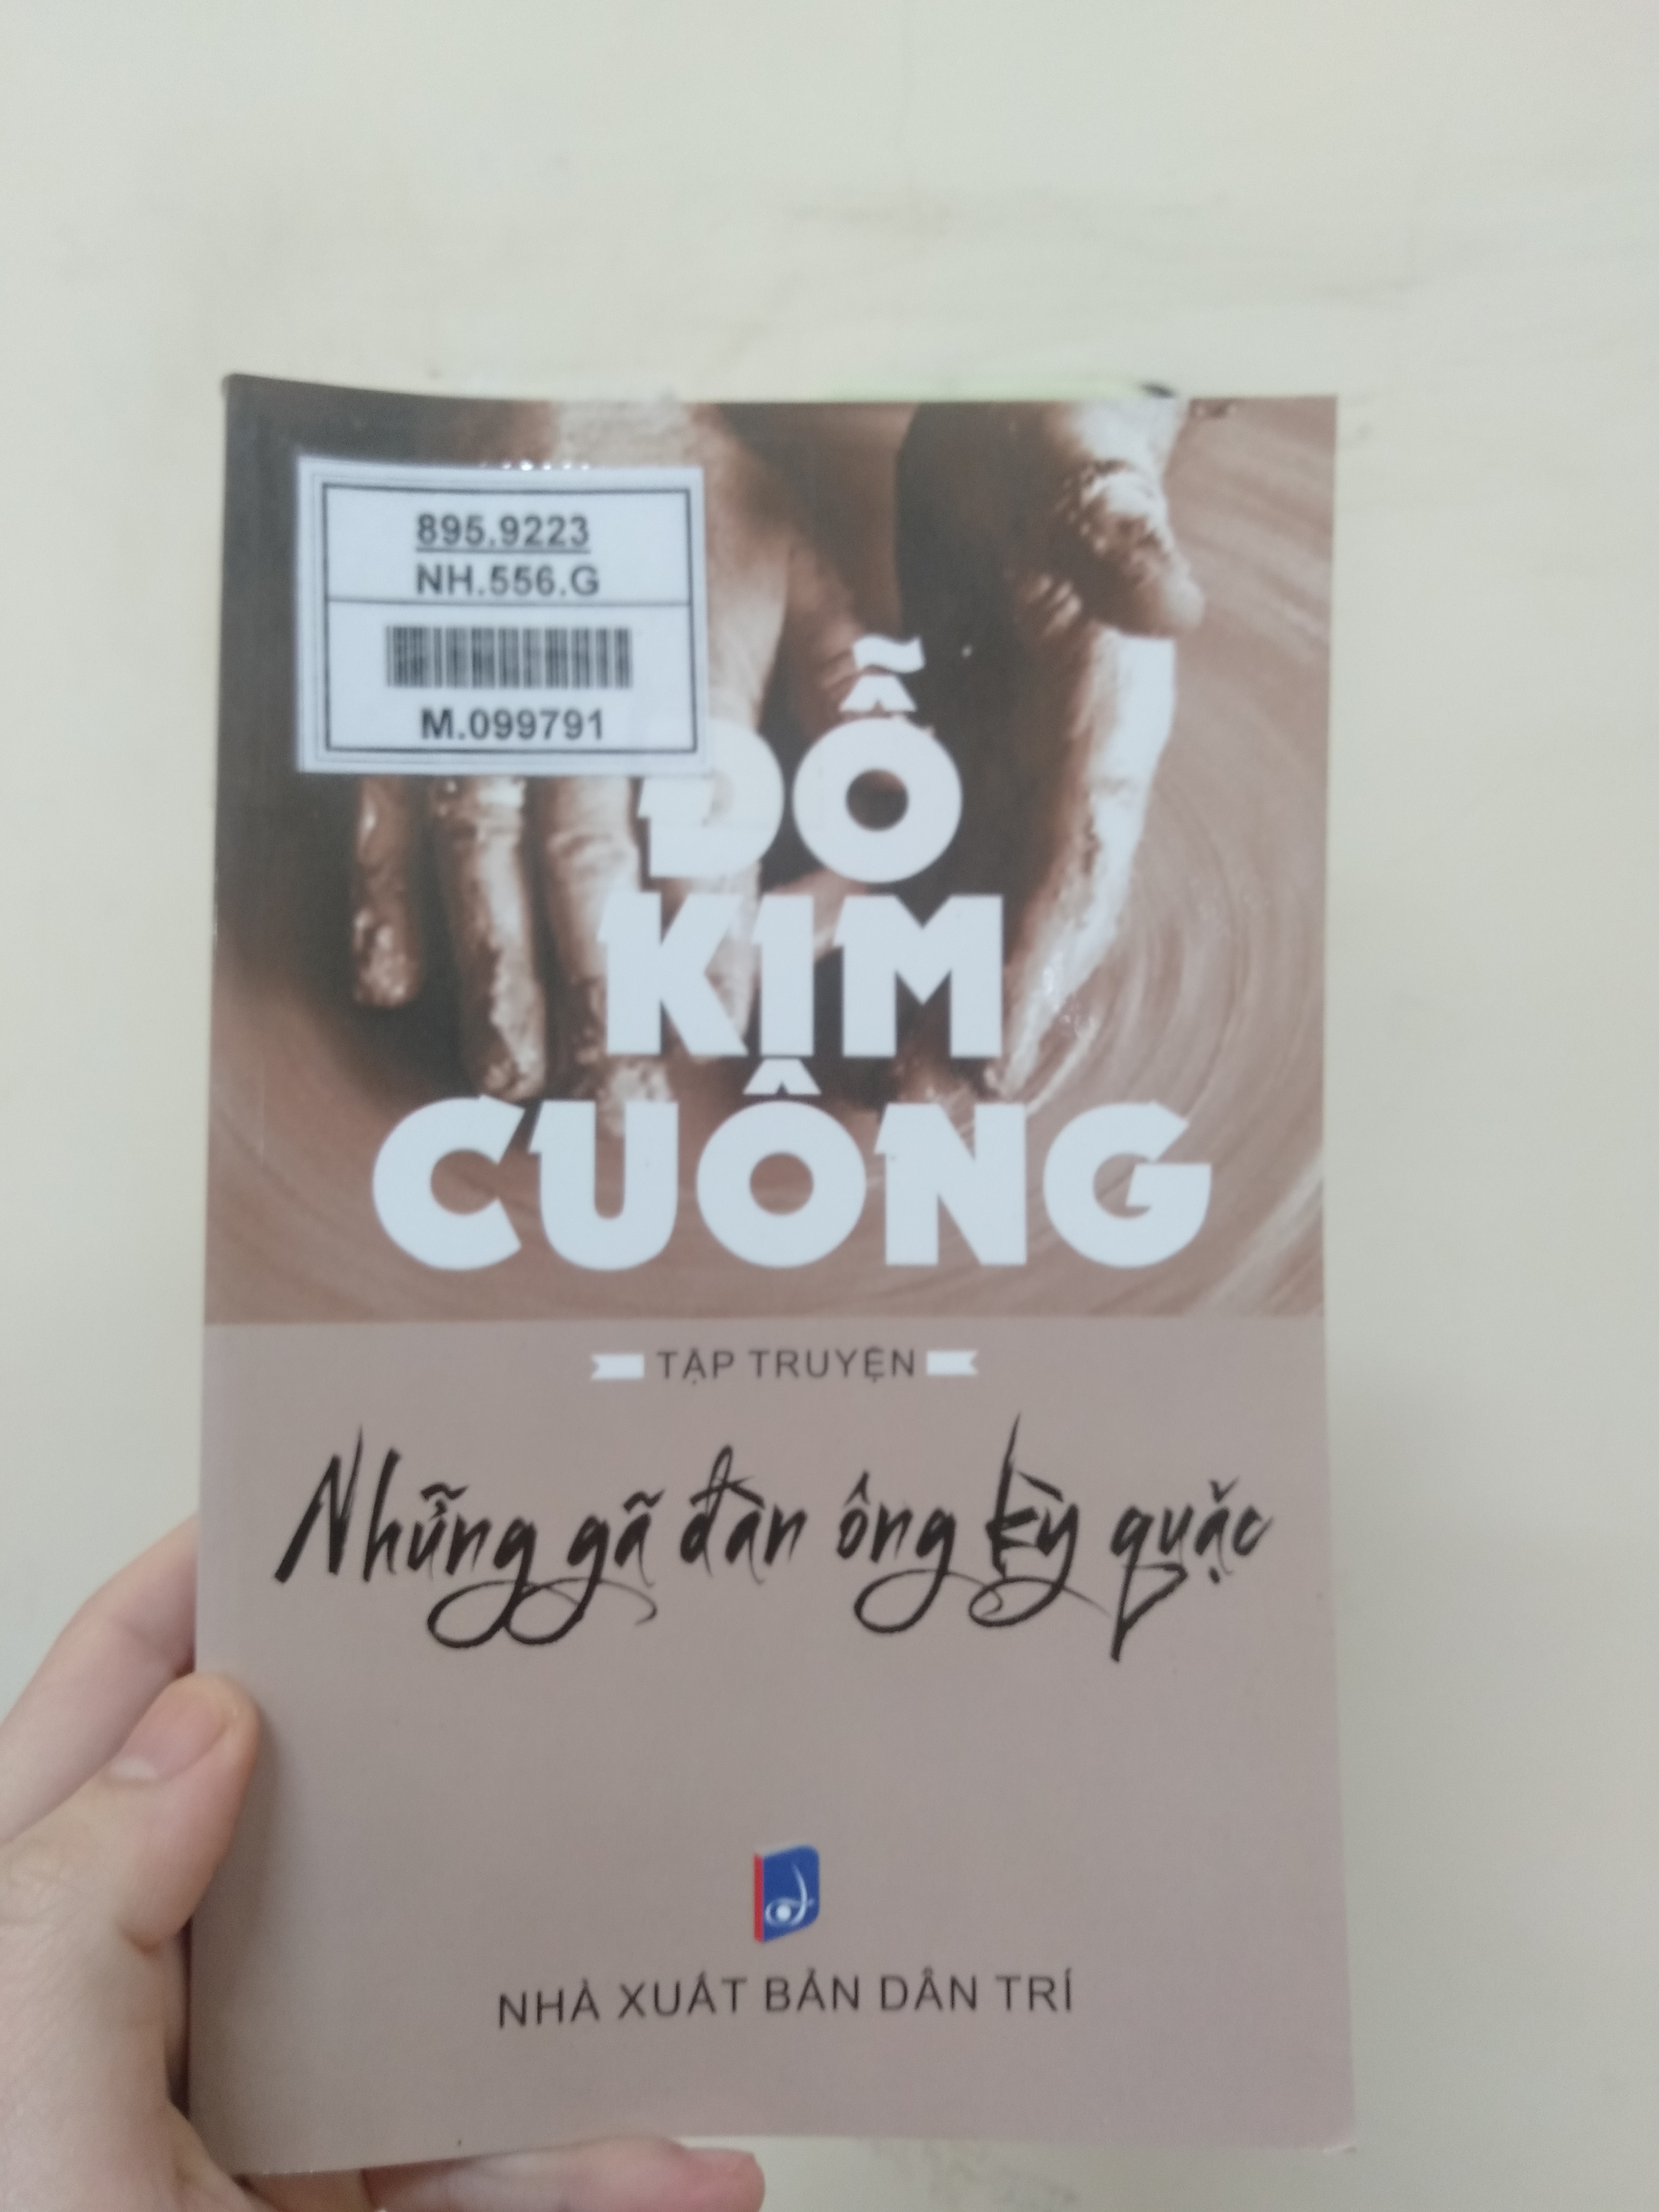 895.9223
NH.556.G
M.099791
ĐỖ
KIM
CUÔNG
TẬP TRUYỆN
Những gã đàn ông kỳ quặc
NHÀ XUẤT BẢN DÂN TRÍ